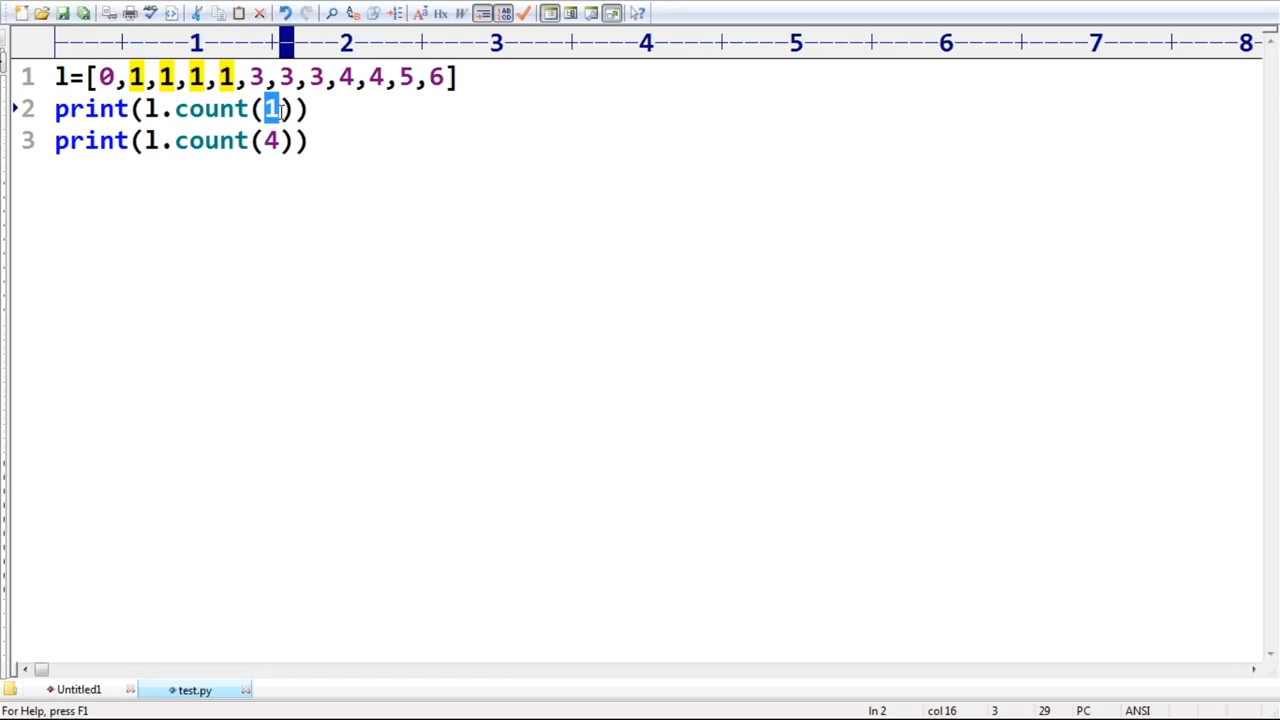 1 2 3 4 5 6 7 8
1 l=[0,1,1,1,1,3,3,3,4,4,5,6]
2 print(l.count(1))
3 print(l.count(4))
Untitled1 test.py
For Help, press F1 ln 2 col 16 3 29 PC ANSI